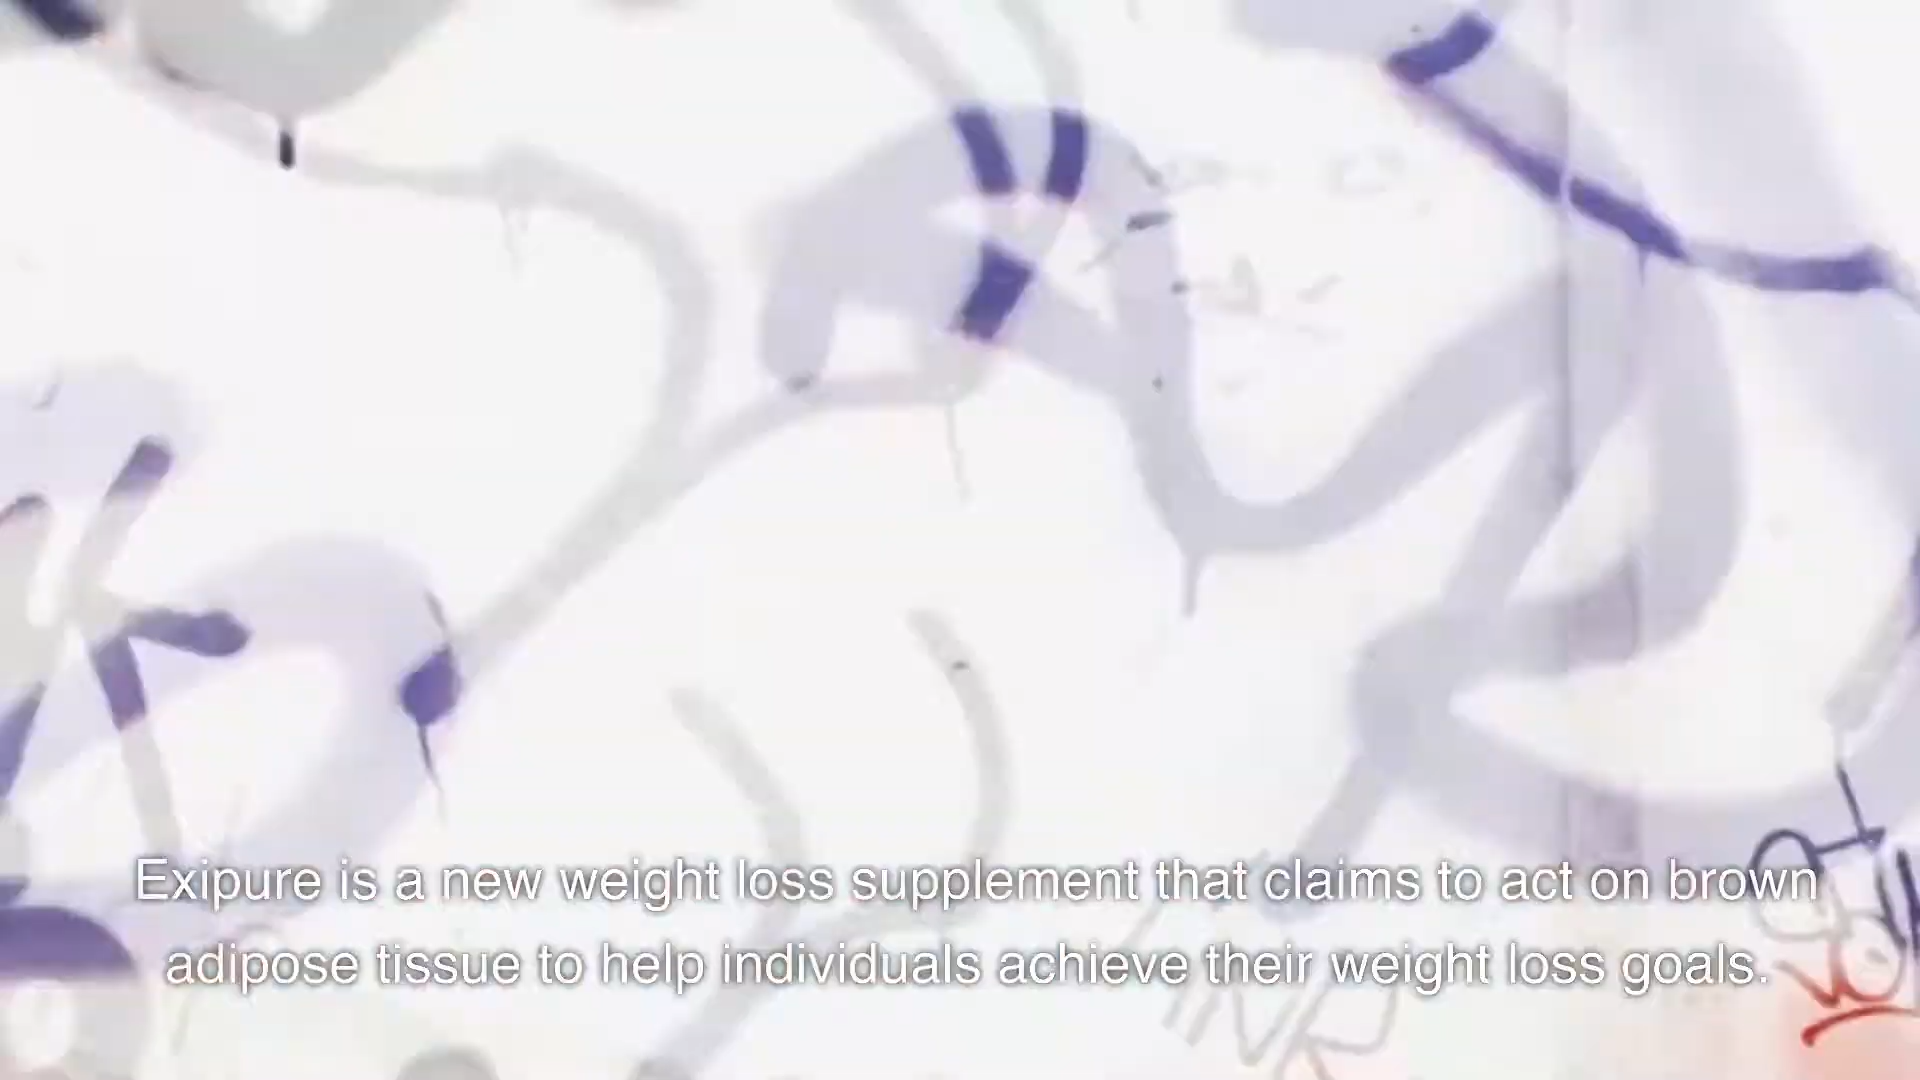 Exipure is a new weight loss supplement that claims to act on brown
adipose tissue to help individuals achieve their weight loss goals.